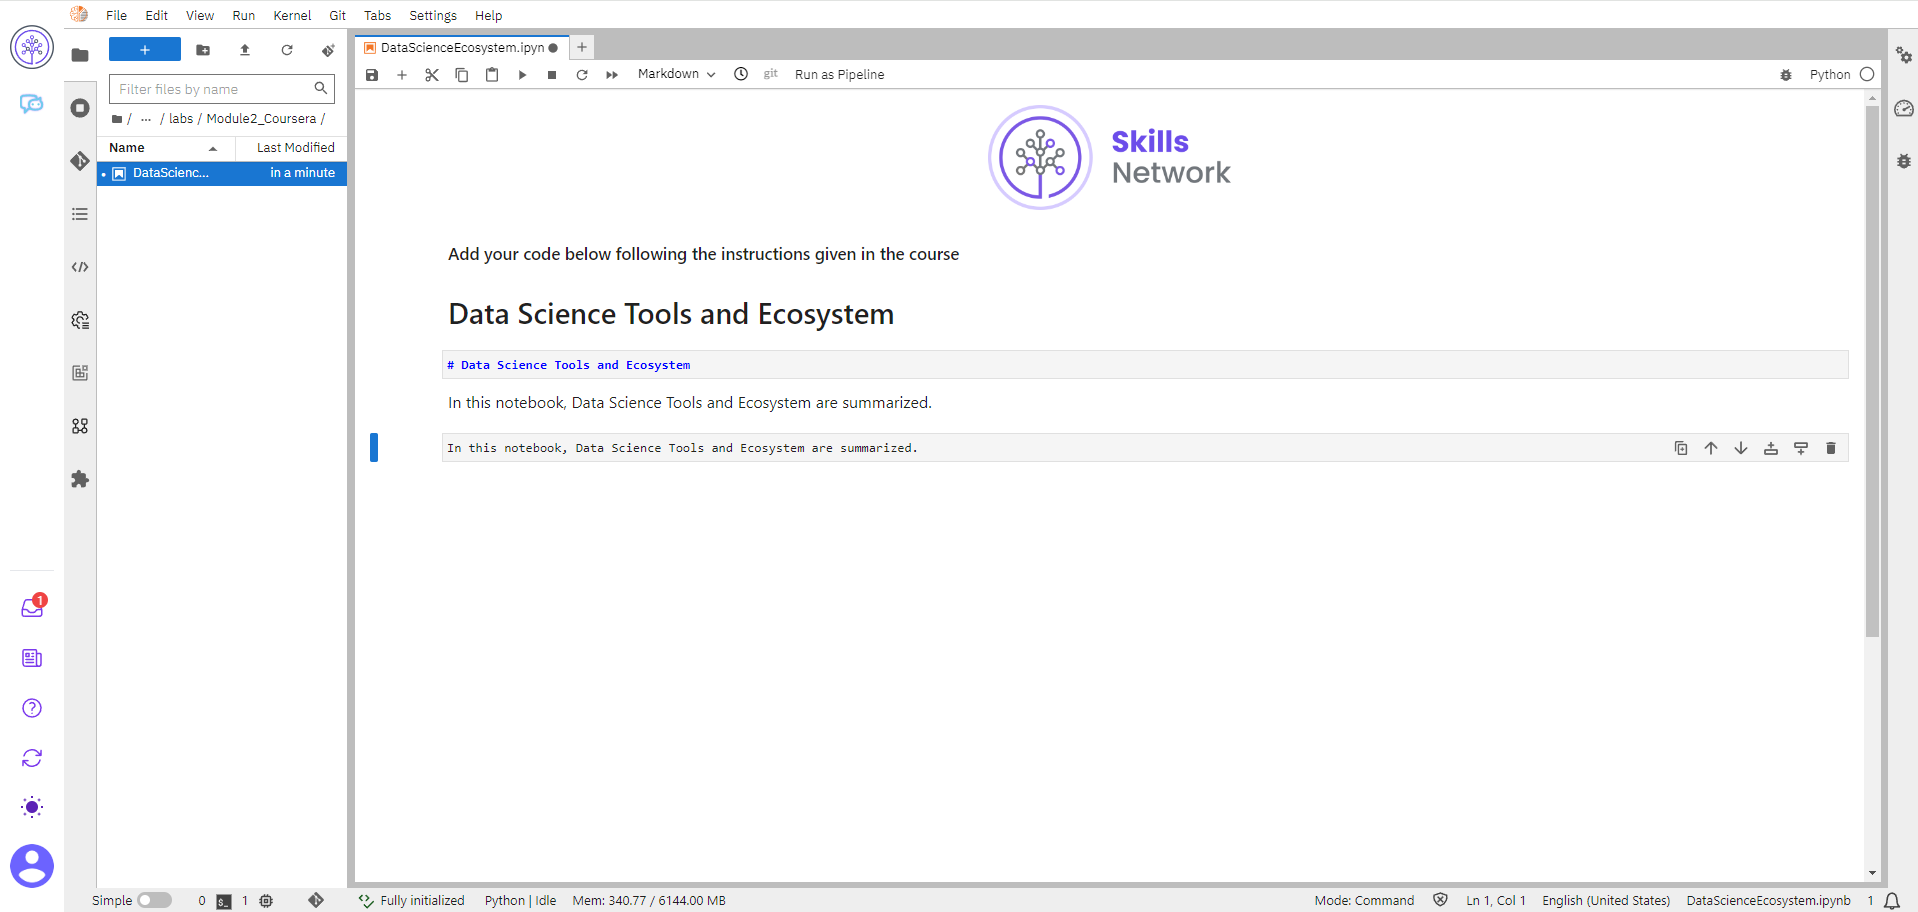 File Edit View Run Kernel Git Tabs Settings Help
+
Filter files by name
/ ... / labs / Module2_Coursera /
Name Last Modified
DataScienc... in a minute
DataScienceEcosystem.ipyn
+
Markdown git Run as Pipeline Python
Skills
Network
Add your code below following the instructions given in the course
Data Science Tools and Ecosystem
# Data Science Tools and Ecosystem
In this notebook, Data Science Tools and Ecosystem are summarized.
In this notebook, Data Science Tools and Ecosystem are summarized.
1
Simple 0 $_ 1 Fully initialized Python | Idle Mem: 340.77 / 6144.00 MB Mode: Command Ln 1, Col 1 English (United States) DataScienceEcosystem.ipynb 1